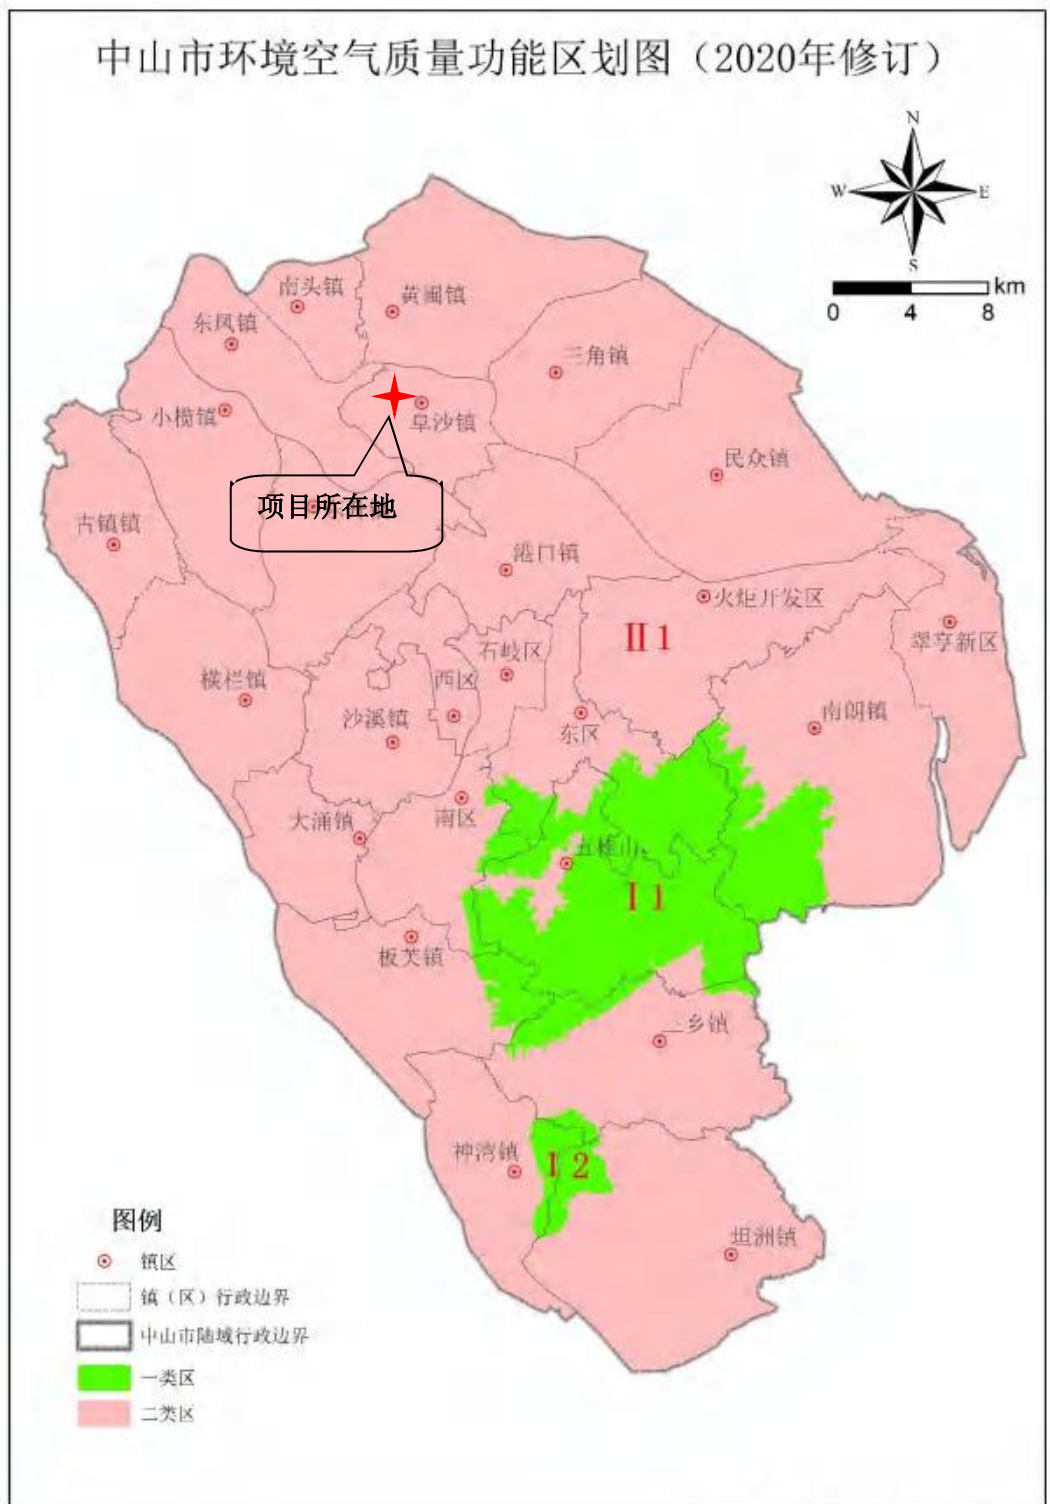 中山市环境空气质量功能区划图（2020年修订）
N
W
E
S
km
0 4 8
南头镇
黄圃镇
东凤镇
三角镇
小榄镇
阜沙镇
民众镇
项目所在地
古镇镇
港口镇
火炬开发区
II1
翠亨新区
石岐区
横栏镇
西区
沙溪镇
南朗镇
东区
大涌镇
南区
五桂山
I1
板芙镇
三乡镇
神湾镇
I2
坦洲镇
图例
镇区
镇（区）行政边界
中山市陆域行政边界
一类区
二类区